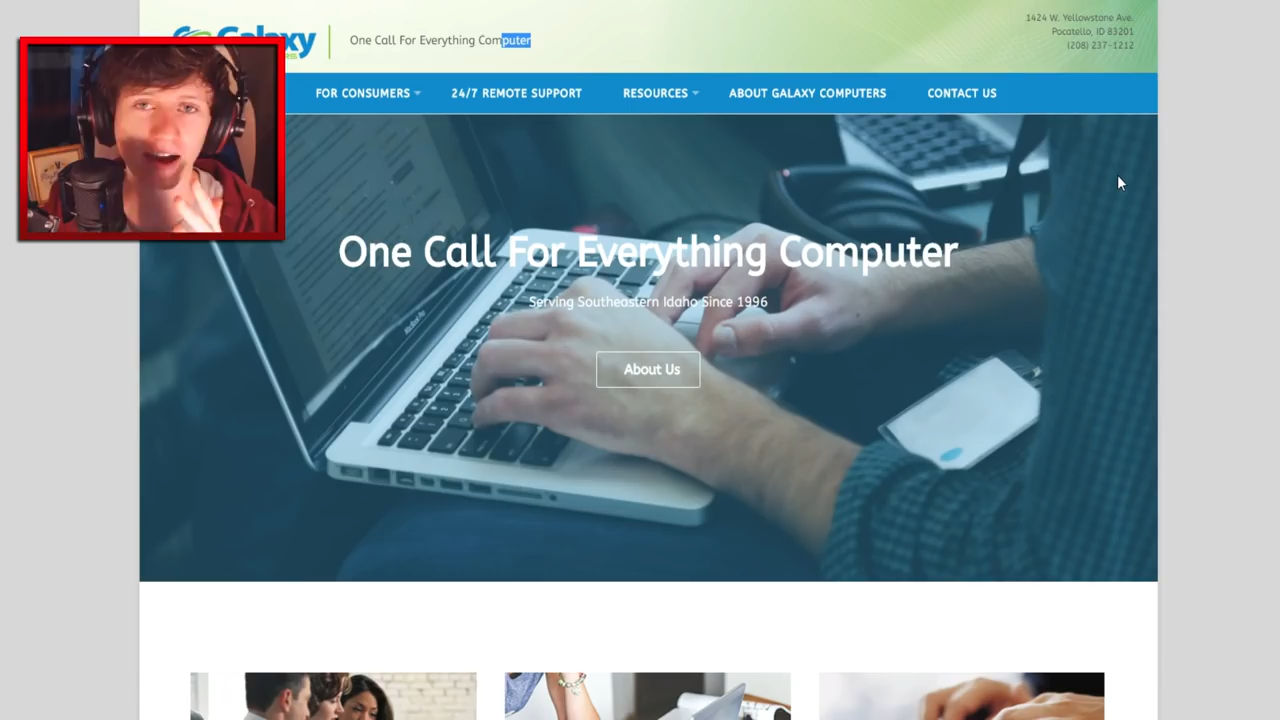 Galaxy
One Call For Everything Computer
1424 W. Yellowstone Ave.
Pocatello, ID 83201
(208) 237-1212
FOR CONSUMERS
24/7 REMOTE SUPPORT
RESOURCES
ABOUT GALAXY COMPUTERS
CONTACT US
One Call For Everything Computer
Serving Southeastern Idaho Since 1996
About Us
MacBook Pro